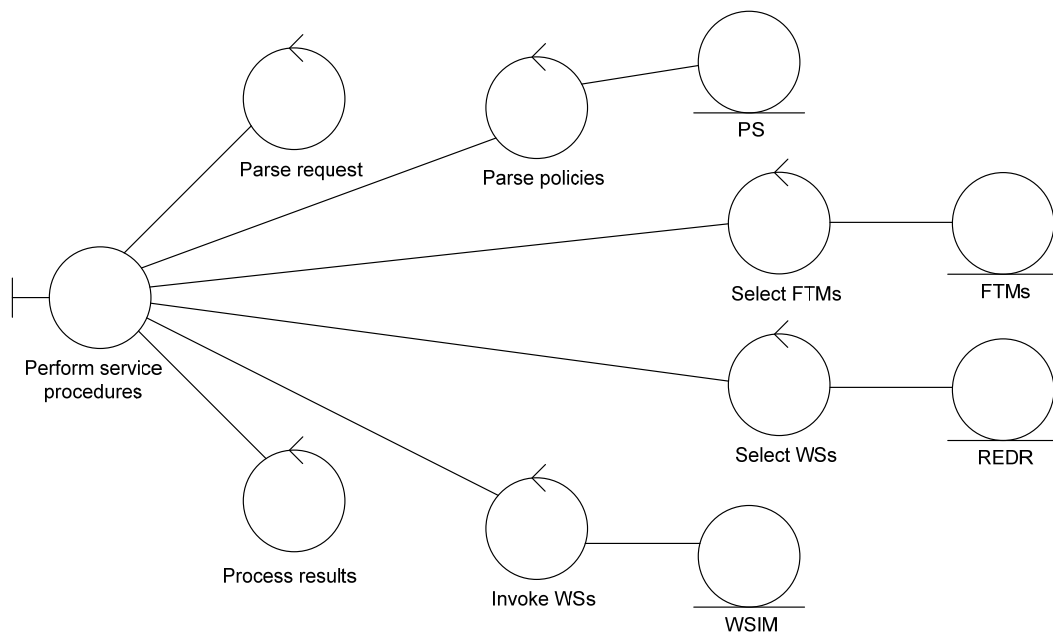 PS
Parse request
Parse policies
Select FTMs
FTMs
Perform service
procedures
Select WSs
REDR
Process results
Invoke WSs
WSIM